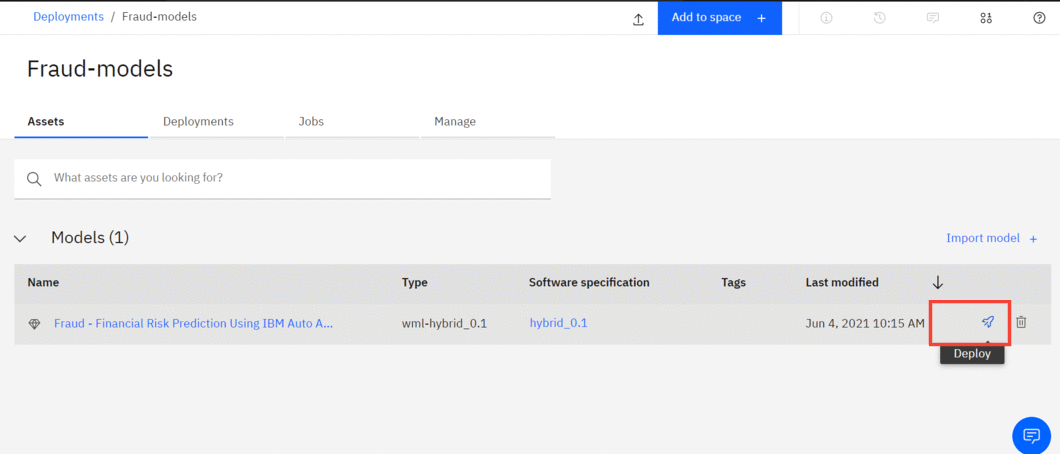 Deployments / Fraud-models
Add to space +
Fraud-models
Assets Deployments Jobs Manage
What assets are you looking for?
Models (1)
Import model +
Name Type Software specification Tags Last modified
Fraud - Financial Risk Prediction Using IBM Auto A... wml-hybrid_0.1 hybrid_0.1 Jun 4, 2021 10:15 AM
Deploy